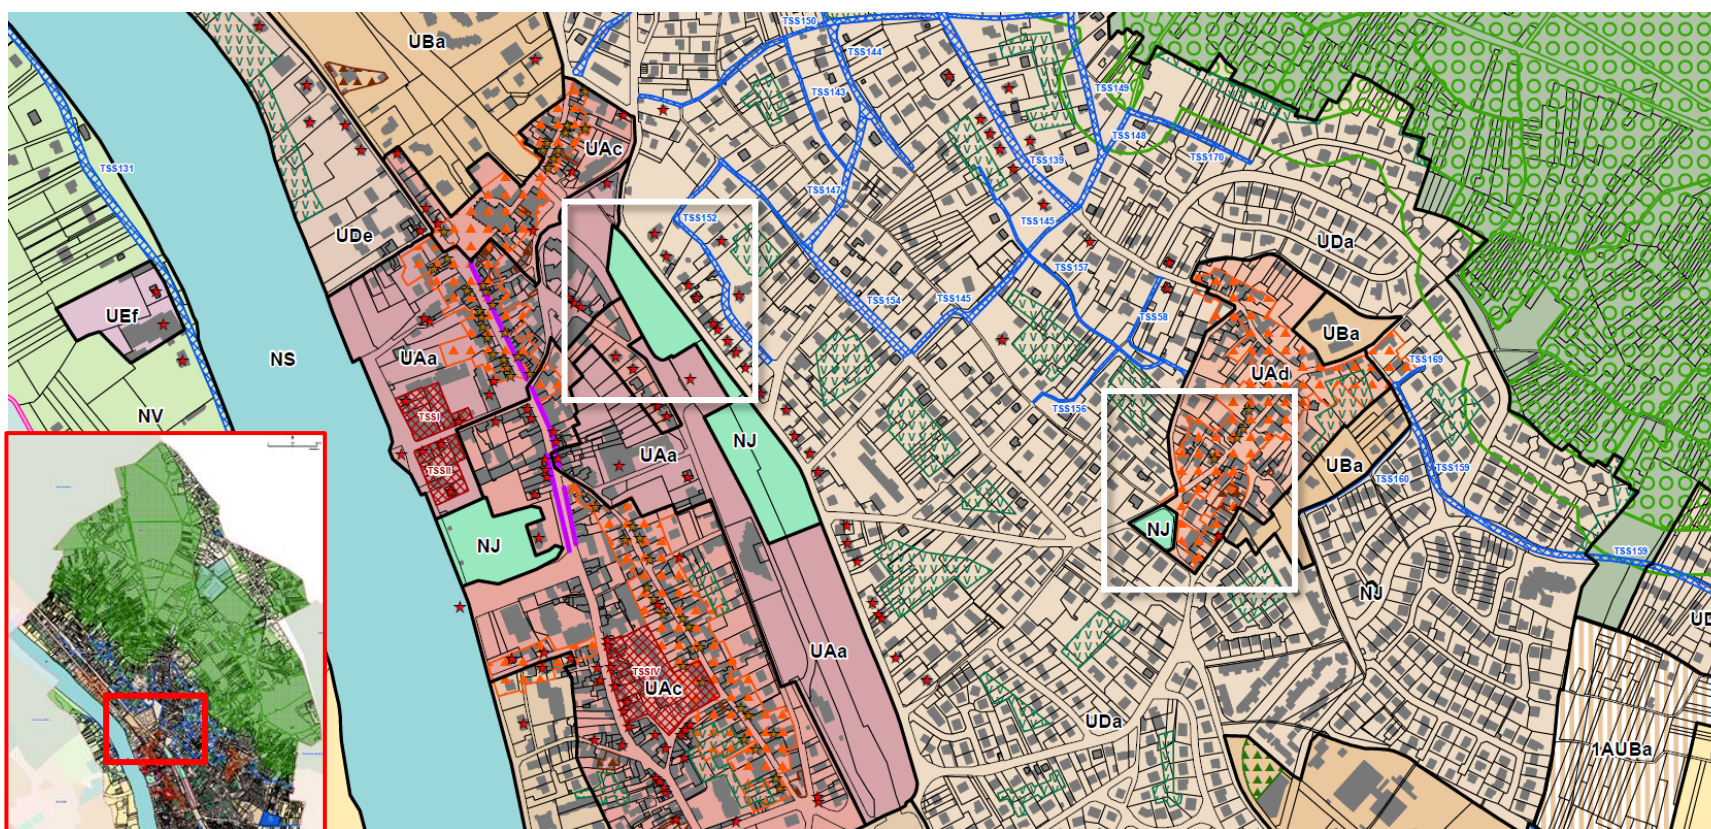 TSS150
UBa
TSS144
TSS143
TSS149
TSS148
TSS131
UAc
TSS139
TSS170
TSS147
TSS152
TSS145
UDe
UDa
TSS157
TSS154
TSS145
UEf
TSS58
UBa
NS
UAa
TSS169
UAd
TSS156
NV
TSSI
NJ
UAa
UBa
TSSII
TSS159
TSS160
NJ
NJ
TSS159
NJ
UAa
TSSIV
UAc
UDa
1AUBa